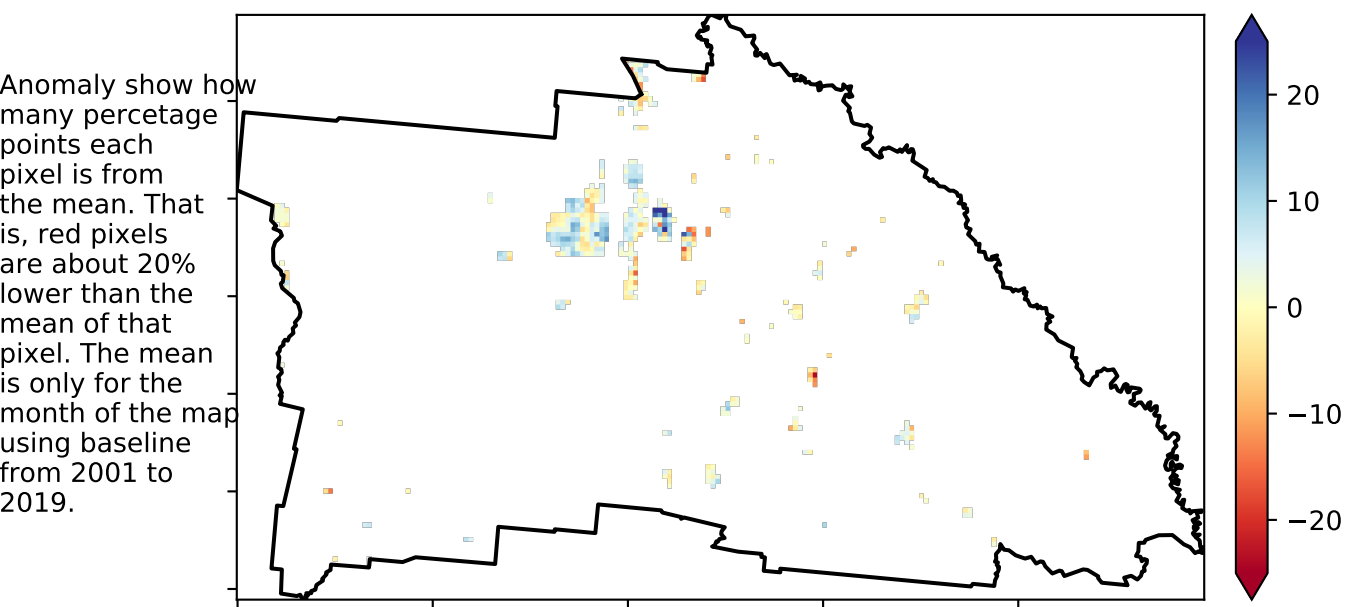 Anomaly show how
many percetage
points each
pixel is from
the mean. That
is, red pixels
are about 20%
lower than the
mean of that
pixel. The mean
is only for the
month of the map
using baseline
from 2001 to
2019.
20
10
0
−10
−20